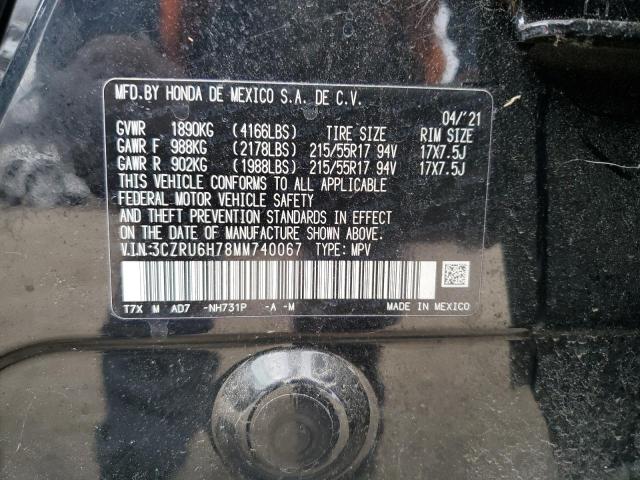 MFD.BY HONDA DE MEXICO S.A. DE C.V.
04/'21
GVWR 1890KG (4166LBS) TIRE SIZE RIM SIZE
GAWR F 988KG (2178LBS) 215/55R17 94V 17X7.5J
GAWR R 902KG (1988LBS) 215/55R17 94V 17X7.5J
THIS VEHICLE CONFORMS TO ALL APPLICABLE
FEDERAL MOTOR VEHICLE SAFETY
AND THEFT PREVENTION STANDARDS IN EFFECT
ON THE DATE OF MANUFACTURE SHOWN ABOVE.
V.I.N:3CZRU6H78MM740067 TYPE: MPV
T7X M AD7 -NH731P -A -M MADE IN MEXICO